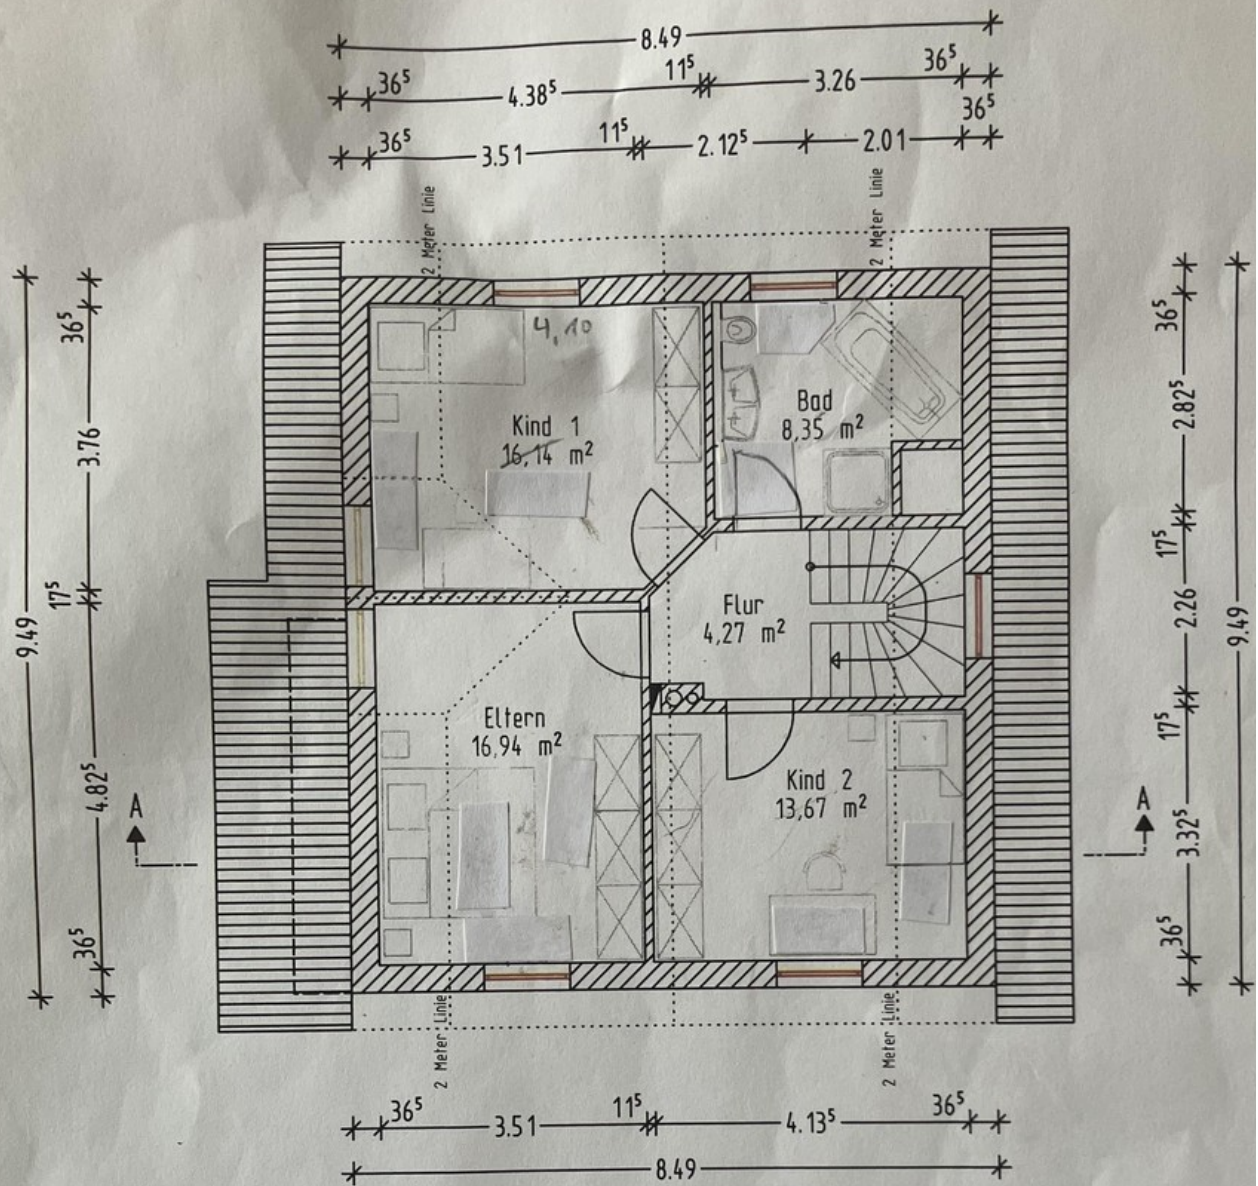 8.49
36⁵ 4.38⁵ 11⁵ 3.26 36⁵
36⁵ 3.51 11⁵ 2.12⁵ 2.01 36⁵
2 Meter Linie
2 Meter Linie
9.49
36⁵
3.76
17⁵
4.82⁵
36⁵
4,10
Kind 1
16,14 m²
Bad
8,35 m²
Flur
4,27 m²
Eltern
16,94 m²
Kind 2
13,67 m²
A
A
36⁵
2.82⁵
17⁵
2.26
17⁵
3.32⁵
36⁵
9.49
2 Meter Linie
2 Meter Linie
36⁵ 3.51 11⁵ 4.13⁵ 36⁵
8.49